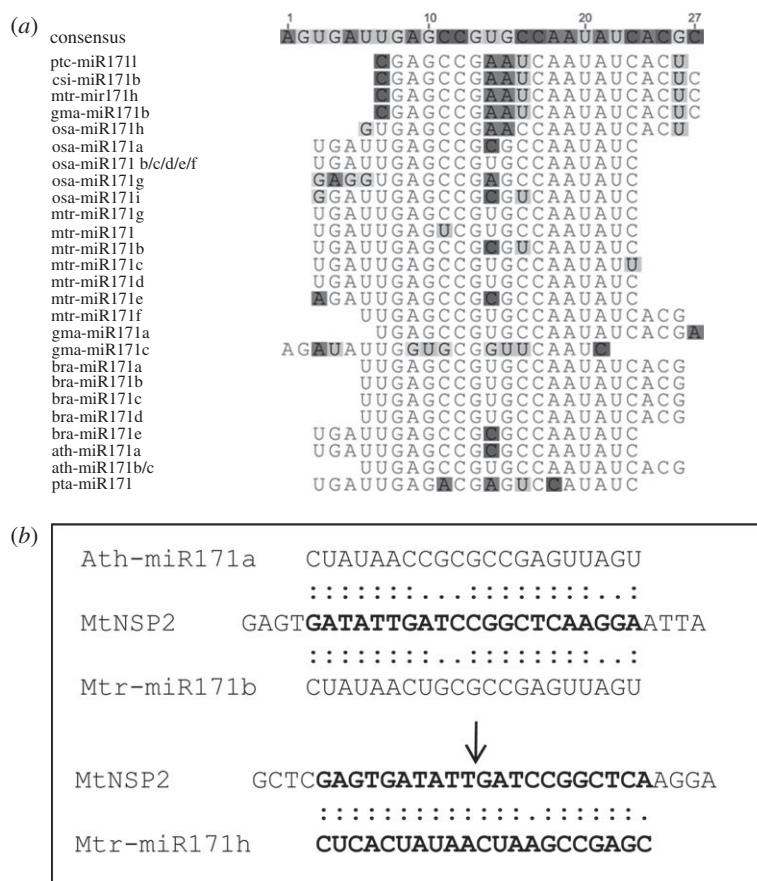 (a)
1 10 20 27
consensus AGUGAUUGAGCCGUGCCAAUAUCACGC
ptc-miR171l CGAGCCGAAUCAAUAUCACU
csi-miR171b CGAGCCGAAUCAAUAUCACUC
mtr-mir171h CGAGCCGAAUCAAUAUCACU
gma-miR171b CGAGCCGAAUCAAUAUCACUC
osa-miR171h GUGAGCCGAACCAAUAUCACU
osa-miR171a UGAUUGAGCCGCGCCAAUAUC
osa-miR171 b/c/d/e/f UGAUUGAGCCGUGCCAAUAUC
osa-miR171g GAGGUGAGCCGAGCCAAUAUC
osa-miR171i GGAUUGAGCCGCGUCAAUAUC
mtr-miR171g UGAUUGAGCCGUGCCAAUAUC
mtr-miR171 UGAUUGAGUCGUGCCAAUAUC
mtr-miR171b UGAUUGAGCCGCGUCAAUAUC
mtr-miR171c UGAUUGAGCCGUGCCAAUAUU
mtr-miR171d UGAUUGAGCCGUGCCAAUAUC
mtr-miR171e AGAUUGAGCCGCGCCAAUAUC
mtr-miR171f UUGAGCCGUGCCAAUAUCACG
gma-miR171a UGAGCCGUGCCAAUAUCACGA
gma-miR171c AGAUAUUGGUGCGGUUCAAUC
bra-miR171a UUGAGCCGUGCCAAUAUCACG
bra-miR171b UUGAGCCGUGCCAAUAUCACG
bra-miR171c UUGAGCCGUGCCAAUAUCACG
bra-miR171d UUGAGCCGUGCCAAUAUCACG
bra-miR171e UGAUUGAGCCGCGCCAAUAUC
ath-miR171a UGAUUGAGCCGCGCCAAUAUC
ath-miR171b/c UUGAGCCGUGCCAAUAUCACG
pta-miR171 UGAUUGAGACGAGUCCAUAUC
(b)
Ath-miR171a CUAUAACCGCGCCGAGUUAGU
:::::::...::::::::..:
MtNSP2 GAGTGATATTGATCCGGCTCAAGGAATTA
::::::::..::::::::..:
Mtr-miR171b CUAUAACUGCGCCGAGUUAGU
MtNSP2 GCTCGAGTGATATTGATCCGGCTCAAGGA
:::::::::::::.::::::.
Mtr-miR171h CUCACUAUAACUAAGCCGAGC